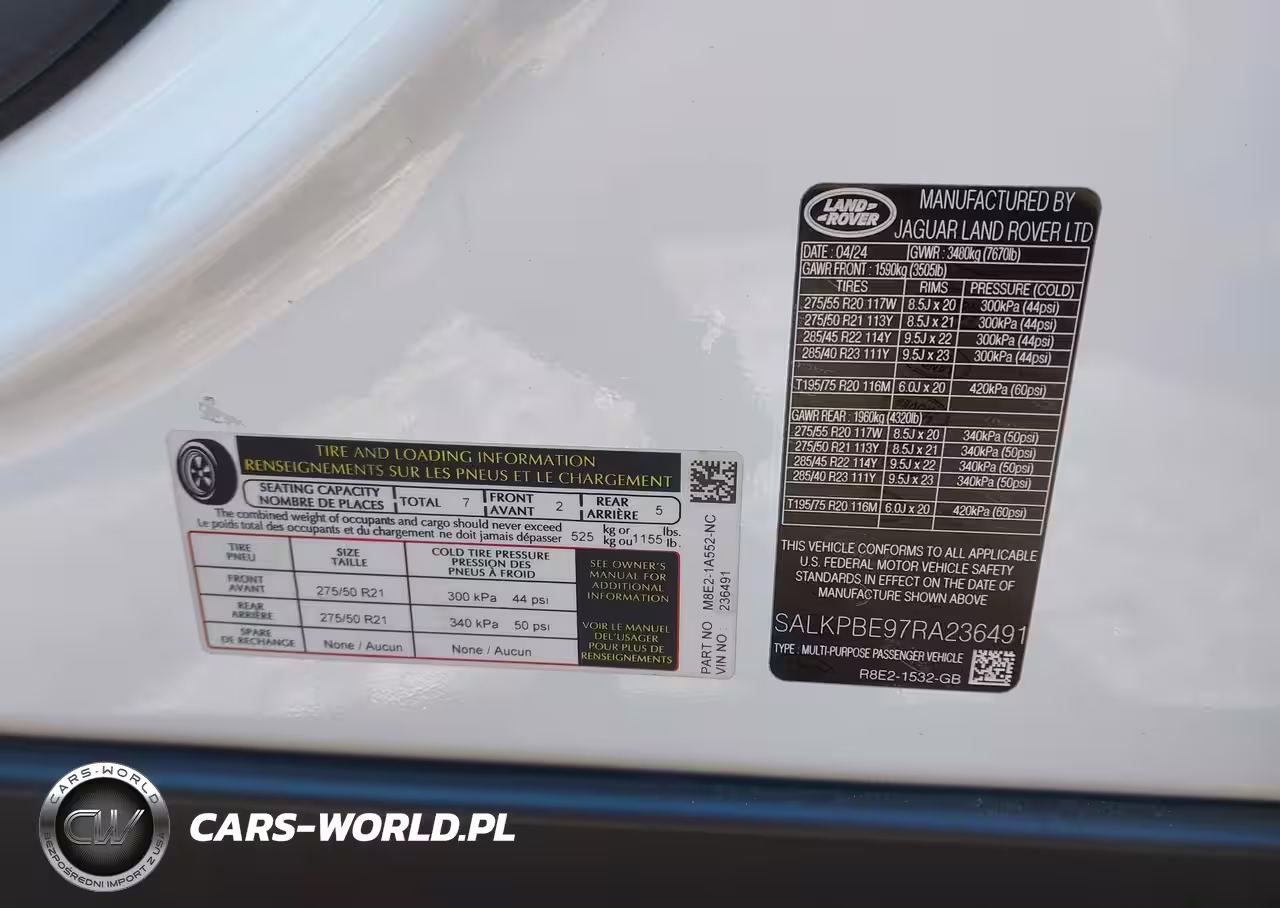 TIRE AND LOADING INFORMATION
RENSEIGNEMENTS SUR LES PNEUS ET LE CHARGEMENT
SEATING CAPACITY
NOMBRE DE PLACES
TOTAL 7
FRONT
AVANT 2
REAR
ARRIÈRE 5
The combined weight of occupants and cargo should never exceed
Le poids total des occupants et du chargement ne doit jamais dépasser
525 kg or 1155 lbs.
kg ou lb.
TIRE
PNEU
SIZE
TAILLE
COLD TIRE PRESSURE
PRESSION DES
PNEUS À FROID
FRONT
AVANT
275/50 R21
300 kPa 44 psi
REAR
ARRIÈRE
275/50 R21
340 kPa 50 psi
SPARE
DE RECHANGE
None / Aucun
None / Aucun
SEE OWNER'S
MANUAL FOR
ADDITIONAL
INFORMATION
VOIR LE MANUEL
DEL'USAGER
POUR PLUS DE
RENSEIGNEMENTS
PART NO M8E2-1A552-NC
VIN NO : 236491
LAND
ROVER
MANUFACTURED BY
JAGUAR LAND ROVER LTD
DATE : 04/24 GVWR : 3480kg (7670lb)
GAWR FRONT : 1590kg (3505lb)
TIRES RIMS PRESSURE (COLD)
275/55 R20 117W 8.5J x 20 300kPa (44psi)
275/50 R21 113Y 8.5J x 21 300kPa (44psi)
285/45 R22 114Y 9.5J x 22 300kPa (44psi)
285/40 R23 111Y 9.5J x 23 300kPa (44psi)
T195/75 R20 116M 6.0J x 20 420kPa (60psi)
GAWR REAR : 1960kg (4320lb)
275/55 R20 117W 8.5J x 20 340kPa (50psi)
275/50 R21 113Y 8.5J x 21 340kPa (50psi)
285/45 R22 114Y 9.5J x 22 340kPa (50psi)
285/40 R23 111Y 9.5J x 23 340kPa (50psi)
T195/75 R20 116M 6.0J x 20 420kPa (60psi)
THIS VEHICLE CONFORMS TO ALL APPLICABLE
U.S. FEDERAL MOTOR VEHICLE SAFETY
STANDARDS IN EFFECT ON THE DATE OF
MANUFACTURE SHOWN ABOVE
SALKPBE97RA236491
TYPE : MULTI-PURPOSE PASSENGER VEHICLE
R8E2-1532-GB
CARS-WORLD
CW
BEZPOŚREDNI IMPORT Z USA
CARS-WORLD.PL